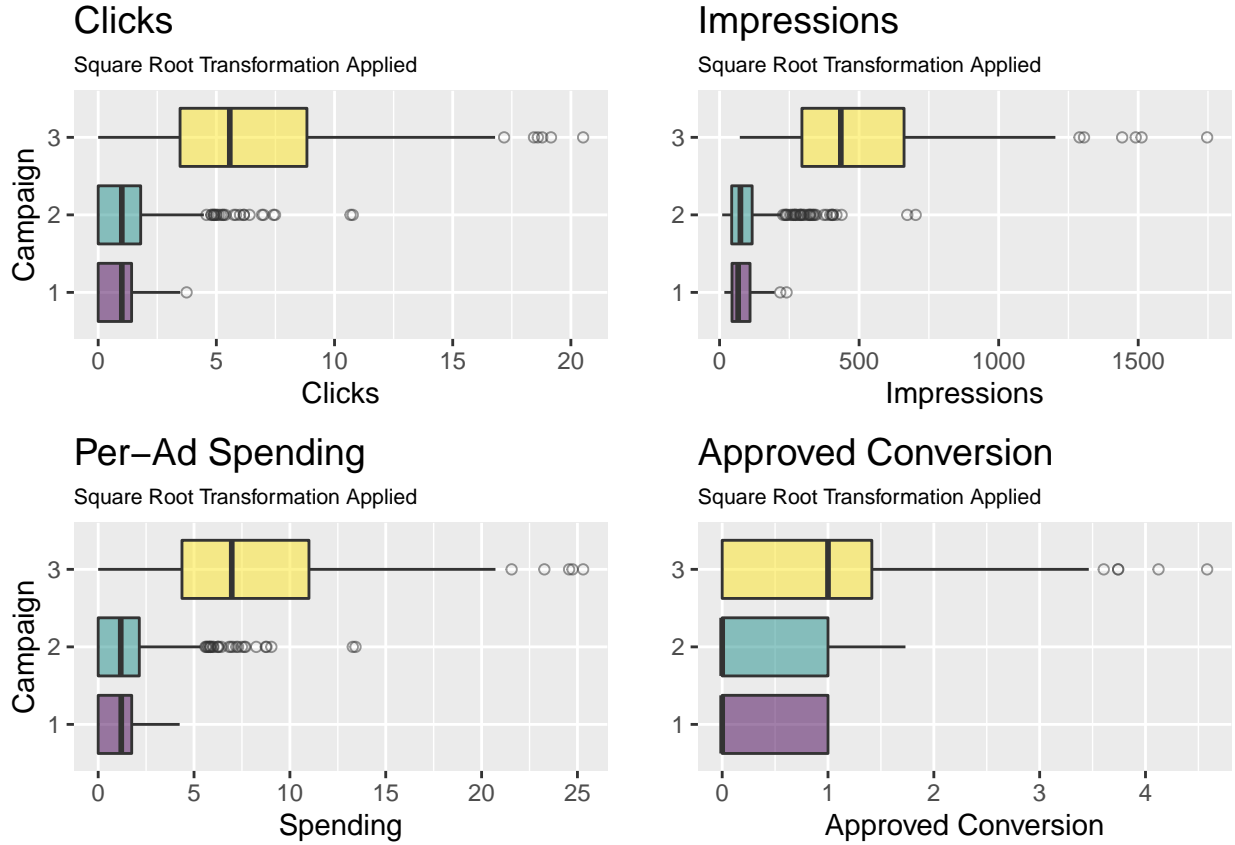 Clicks
Square Root Transformation Applied
Campaign
3
2
1
0 5 10 15 20
Clicks
Impressions
Square Root Transformation Applied
3
2
1
0 500 1000 1500
Impressions
Per−Ad Spending
Square Root Transformation Applied
Campaign
3
2
1
0 5 10 15 20 25
Spending
Approved Conversion
Square Root Transformation Applied
3
2
1
0 1 2 3 4
Approved Conversion